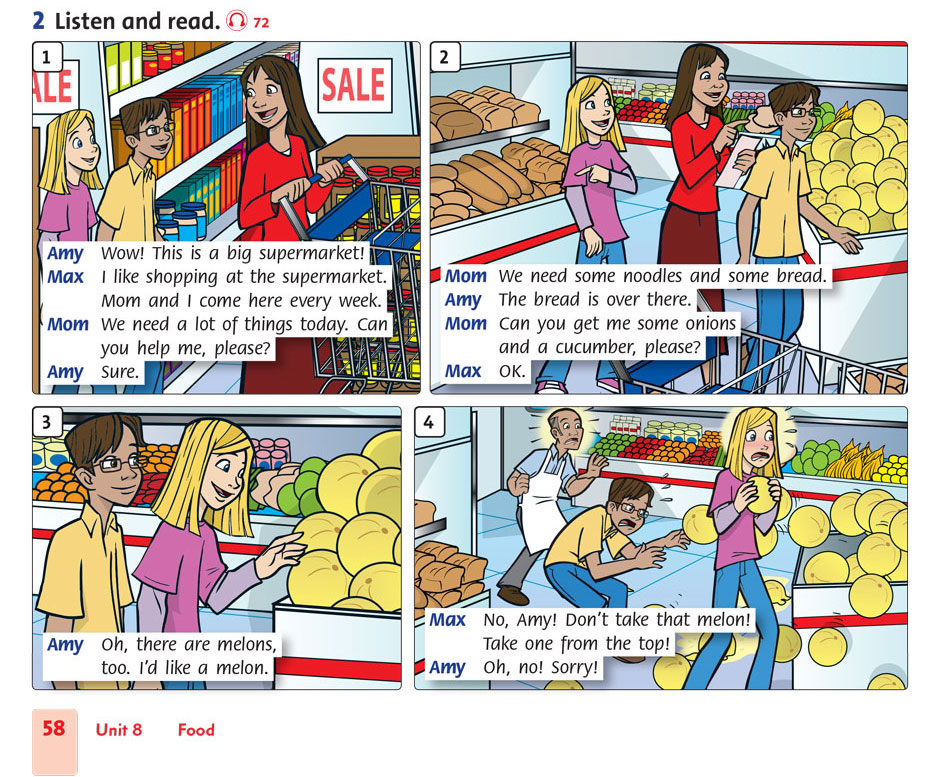 2 Listen and read. 72
1
ALE
SALE
Amy Wow! This is a big supermarket!
Max I like shopping at the supermarket.
Mom and I come here every week.
Mom We need a lot of things today. Can
you help me, please?
Amy Sure.
2
Mom We need some noodles and some bread.
Amy The bread is over there.
Mom Can you get me some onions
and a cucumber, please?
Max OK.
3
Amy Oh, there are melons,
too. I'd like a melon.
4
Max No, Amy! Don't take that melon!
Take one from the top!
Amy Oh, no! Sorry!
58 Unit 8 Food